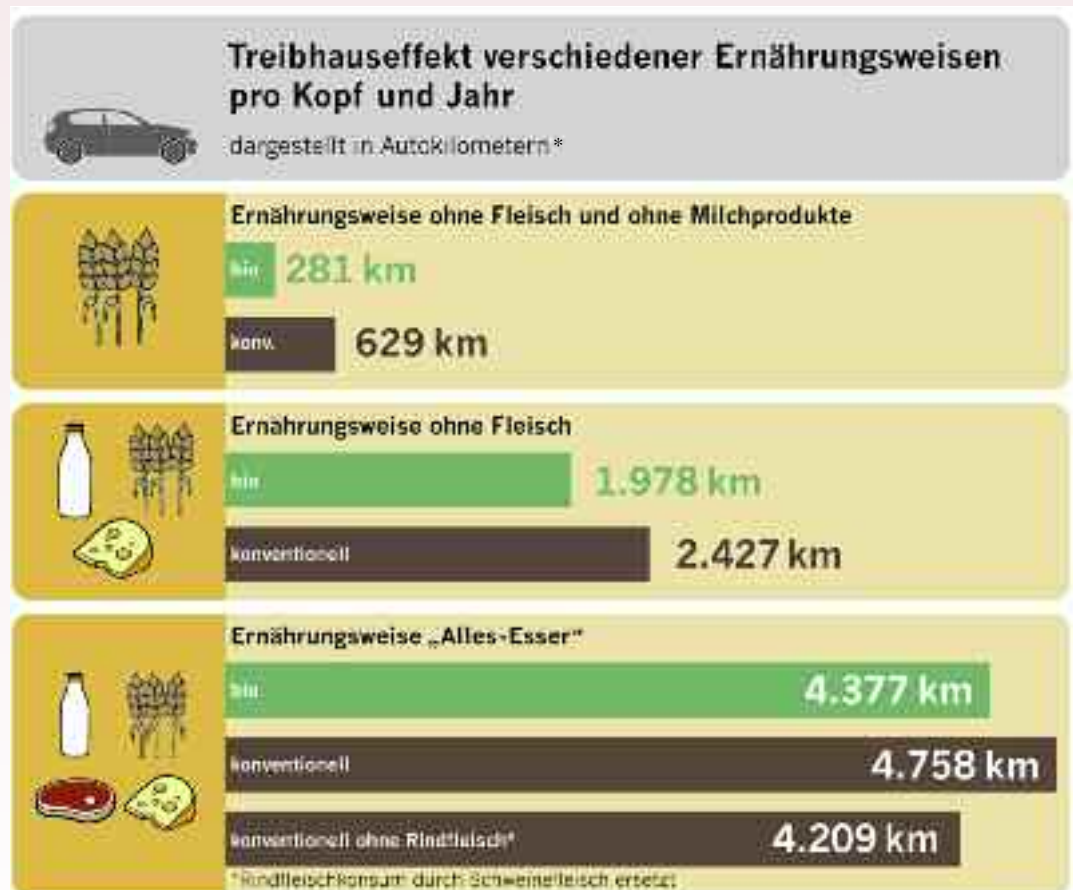 Treibhauseffekt verschiedener Ernährungsweisen
pro Kopf und Jahr
dargestellt in Autokilometern*
Ernährungsweise ohne Fleisch und ohne Milchprodukte
bio 281 km
konv. 629 km
Ernährungsweise ohne Fleisch
bio 1.978 km
konventionell 2.427 km
Ernährungsweise „Alles-Esser“
bio 4.377 km
konventionell 4.758 km
konventionell ohne Rindfleisch* 4.209 km
*Rindfleischkonsum durch Schweinefleisch ersetzt